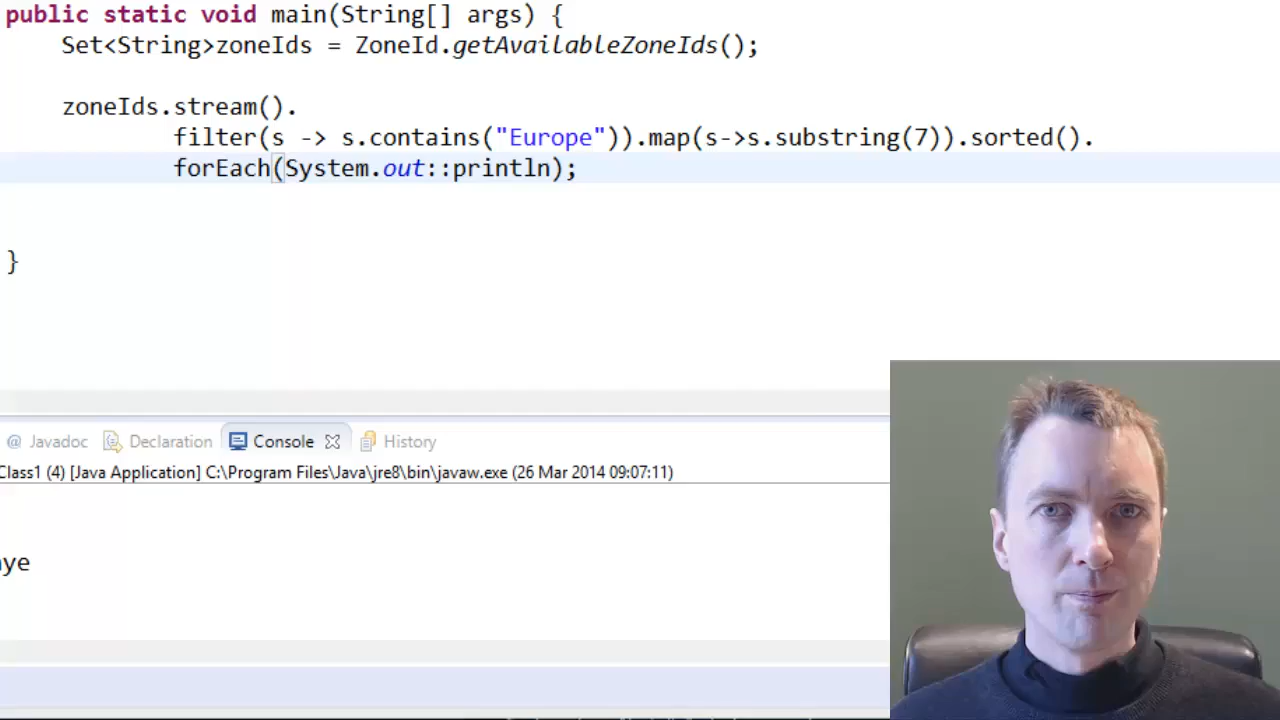 public static void main(String[] args) {
Set<String>zoneIds = ZoneId.getAvailableZoneIds();
zoneIds.stream().
filter(s -> s.contains("Europe")).map(s->s.substring(7)).sorted().
forEach(System.out::println);
}
@ Javadoc Declaration Console History
Class1 (4) [Java Application] C:\Program Files\Java\jre8\bin\javaw.exe (26 Mar 2014 09:07:11)
ye